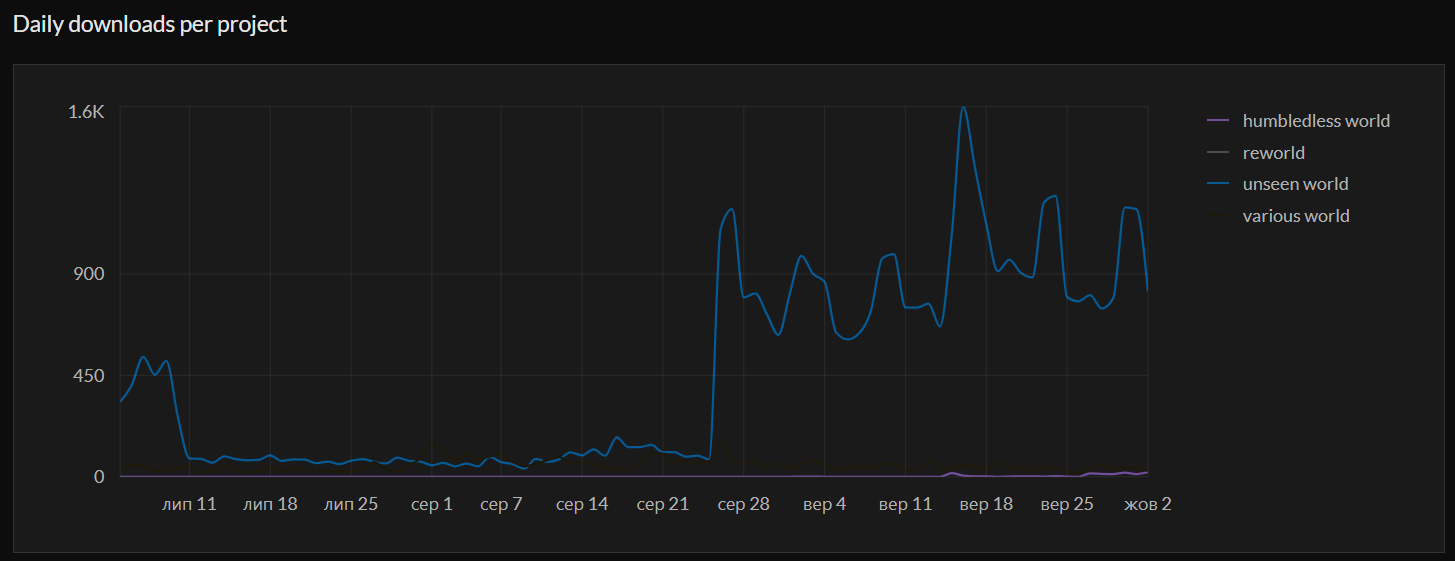 Daily downloads per project
1.6K
900
450
0
лип 11 лип 18 лип 25 сер 1 сер 7 сер 14 сер 21 сер 28 вер 4 вер 11 вер 18 вер 25 жов 2
humbledless world
reworld
unseen world
various world